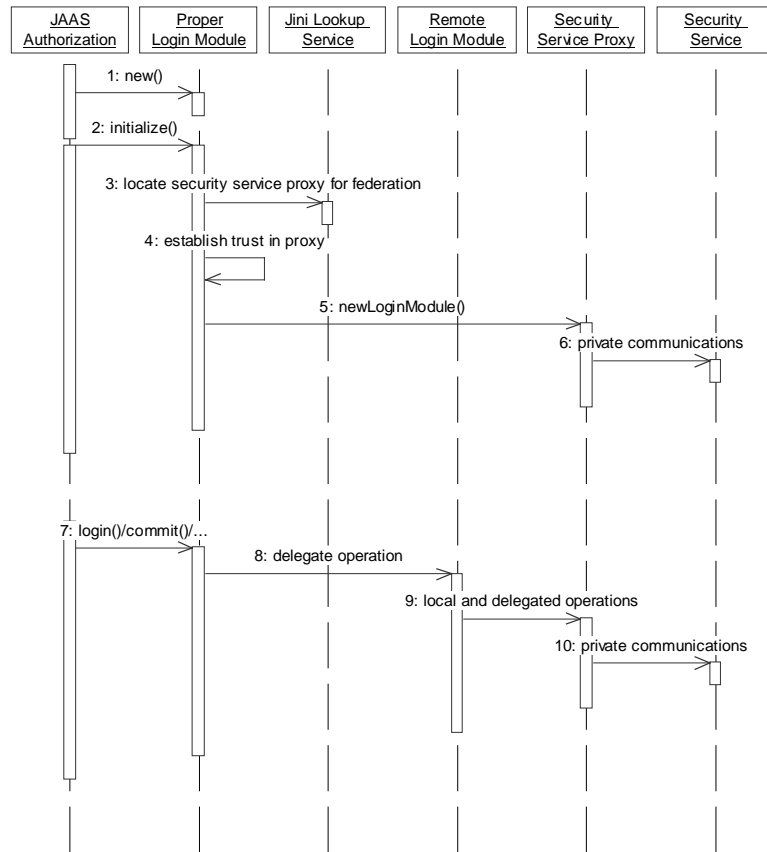 JAAS
Authorization
Proper
Login Module
Jini Lookup
Service
Remote
Login Module
Security
Service Proxy
Security
Service
1: new()
2: initialize()
3: locate security service proxy for federation
4: establish trust in proxy
5: newLoginModule()
6: private communications
7: login()/commit()/...
8: delegate operation
9: local and delegated operations
10: private communications